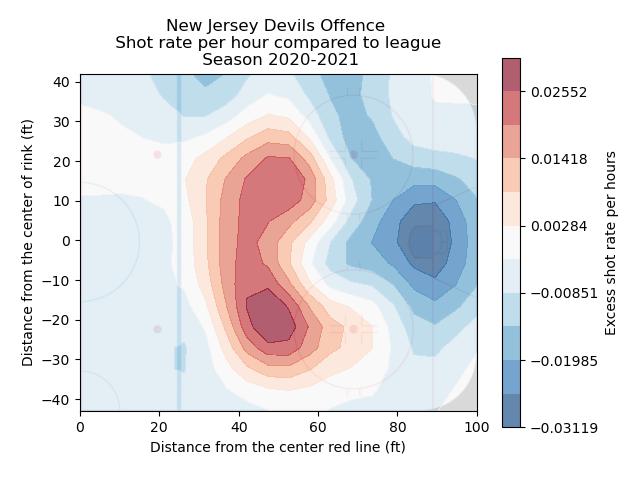 New Jersey Devils Offence
Shot rate per hour compared to league
Season 2020-2021
40
30
20
10
0
−10
−20
−30
−40
Distance from the center of rink (ft)
0 20 40 60 80 100
Distance from the center red line (ft)
0.02552
0.01418
0.00284
−0.00851
−0.01985
−0.03119
Excess shot rate per hours